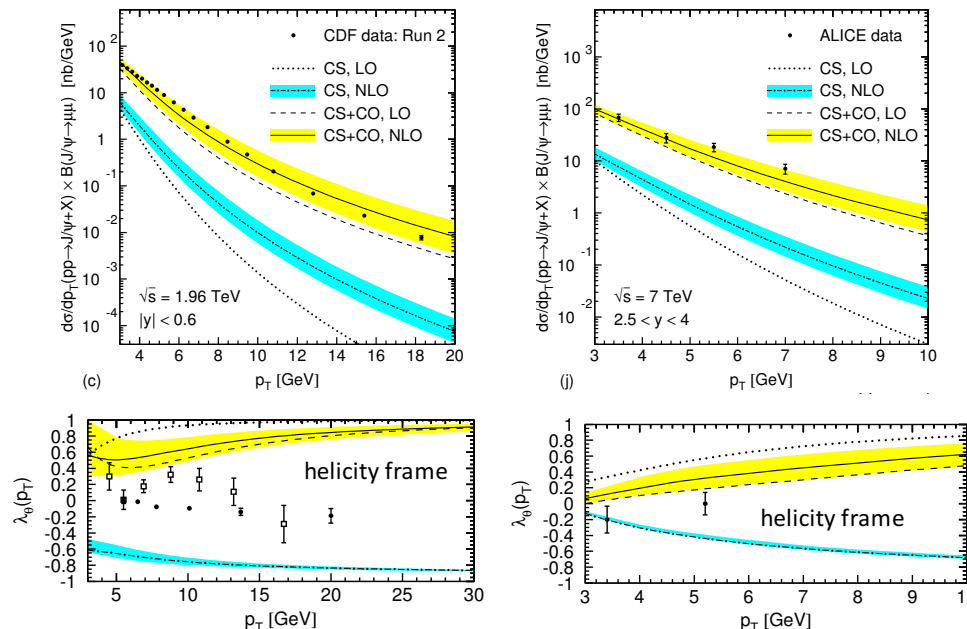 dσ/dp_T(pp→J/ψ+X) × B(J/ψ→μμ) [nb/GeV]
10²
10
1
10⁻¹
10⁻²
10⁻³
10⁻⁴
• CDF data: Run 2
CS, LO
CS, NLO
CS+CO, LO
CS+CO, NLO
√s = 1.96 TeV
|y| < 0.6
4 6 8 10 12 14 16 18 20
(c)
p_T [GeV]
dσ/dp_T(pp→J/ψ+X) × B(J/ψ→μμ) [nb/GeV]
10³
10²
10
1
10⁻¹
10⁻²
• ALICE data
CS, LO
CS, NLO
CS+CO, LO
CS+CO, NLO
√s = 7 TeV
2.5 < y < 4
3 4 5 6 7 8 9 10
(j)
p_T [GeV]
λ_θ(p_T)
1
0.8
0.6
0.4
0.2
0
-0.2
-0.4
-0.6
-0.8
-1
helicity frame
5 10 15 20 25 30
p_T [GeV]
λ_θ(p_T)
1
0.8
0.6
0.4
0.2
0
-0.2
-0.4
-0.6
-0.8
-1
helicity frame
3 4 5 6 7 8 9 1
p_T [GeV]